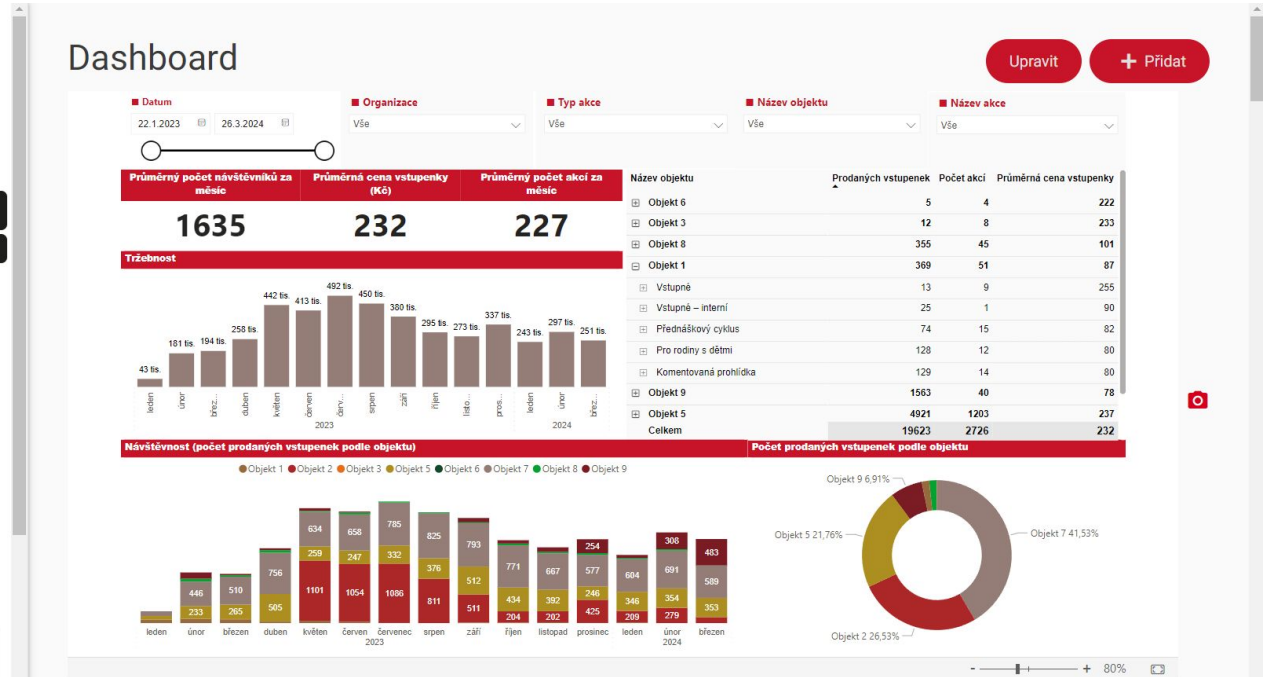 Dashboard
Upravit
+ Přidat
Datum
Organizace
Typ akce
Název objektu
Název akce
22.1.2023 26.3.2024
Vše
Vše
Vše
Vše
Průměrný počet návštěvníků za měsíc
Průměrná cena vstupenky (Kč)
Průměrný počet akcí za měsíc
1635
232
227
Název objektu Prodaných vstupenek Počet akcí Průměrná cena vstupenky
Objekt 6 5 4 222
Objekt 3 12 8 233
Objekt 8 355 45 101
Objekt 1 369 51 87
Vstupné 13 9 255
Vstupné – interní 25 1 90
Přednáškový cyklus 74 15 82
Pro rodiny s dětmi 128 12 80
Komentovaná prohlídka 129 14 80
Objekt 9 1563 40 78
Objekt 5 4921 1203 237
Celkem 19623 2726 232
Tržebnost
43 tis. 181 tis. 194 tis. 258 tis. 442 tis. 413 tis. 492 tis. 450 tis. 380 tis. 295 tis. 273 tis. 337 tis. 243 tis. 297 tis. 251 tis.
leden únor břez... duben květen červen červ... srpen září říjen listo... pros... leden únor břez...
2023 2024
Návštěvnost (počet prodaných vstupenek podle objektu)
Objekt 1 Objekt 2 Objekt 3 Objekt 5 Objekt 6 Objekt 7 Objekt 8 Objekt 9
446 233
510 265
756 505
634 259 1101
658 247 1054
785 332 1086
825 376 811
793 512 511
771 434 204
667 392 202
254 577 246 425
604 346 209
308 691 354 279
483 589 353
leden únor březen duben květen červen červenec srpen září říjen listopad prosinec leden únor březen
2023 2024
Počet prodaných vstupenek podle objektu
Objekt 9 6,91%
Objekt 5 21,76%
Objekt 7 41,53%
Objekt 2 26,53%
- + 80%